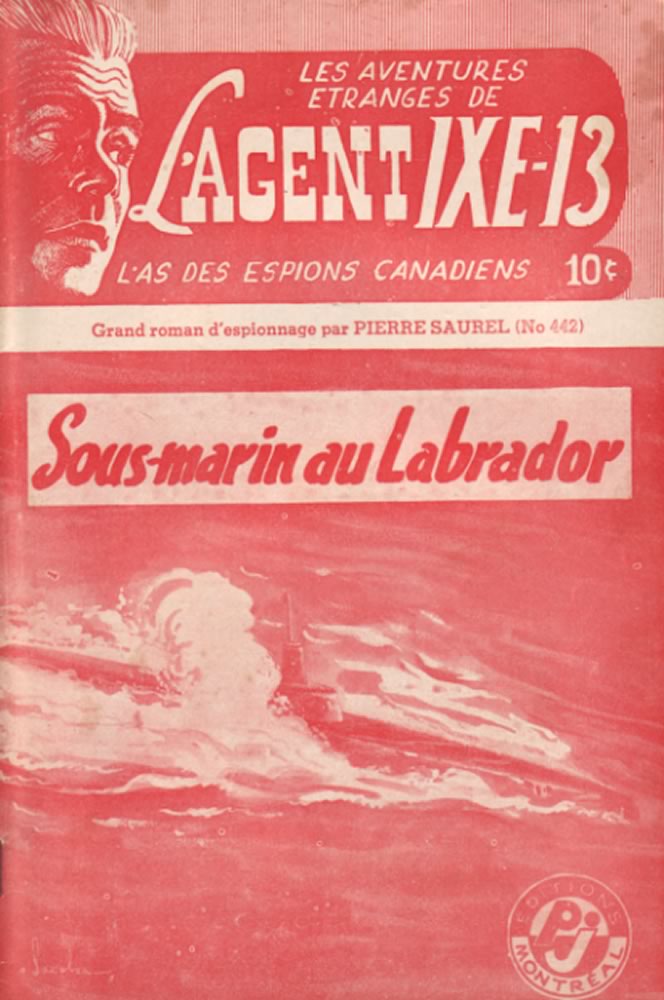 LES AVENTURES
ETRANGES DE
L'AGENT IXE-13
L'AS DES ESPIONS CANADIENS 10¢
Grand roman d'espionnage par PIERRE SAUREL (No 442)
Sous-marin au Labrador
EDITIONS
PJ
MONTRÉAL